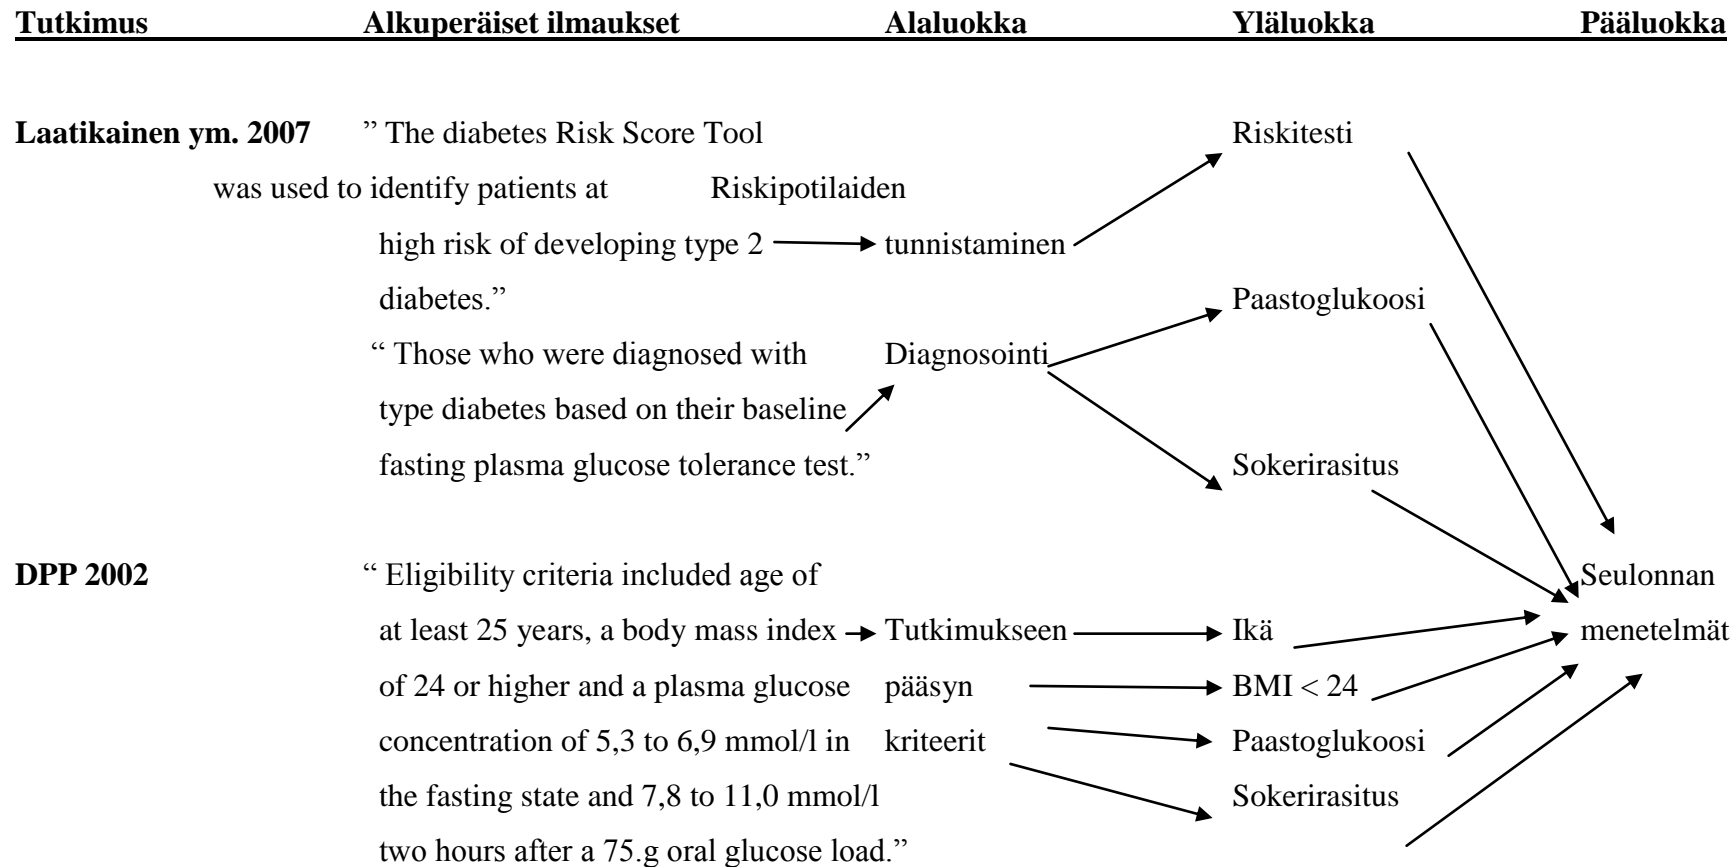 Tutkimus Alkuperäiset ilmaukset Alaluokka Yläluokka Pääluokka
Laatikainen ym. 2007 ” The diabetes Risk Score Tool Riskitesti
was used to identify patients at Riskipotilaiden
high risk of developing type 2 tunnistaminen
diabetes.” Paastoglukoosi
“ Those who were diagnosed with Diagnosointi
type diabetes based on their baseline
fasting plasma glucose tolerance test.” Sokerirasitus
DPP 2002 “ Eligibility criteria included age of Seulonnan
at least 25 years, a body mass index Tutkimukseen Ikä menetelmät
of 24 or higher and a plasma glucose pääsyn BMI < 24
concentration of 5,3 to 6,9 mmol/l in kriteerit Paastoglukoosi
the fasting state and 7,8 to 11,0 mmol/l Sokerirasitus
two hours after a 75.g oral glucose load.”